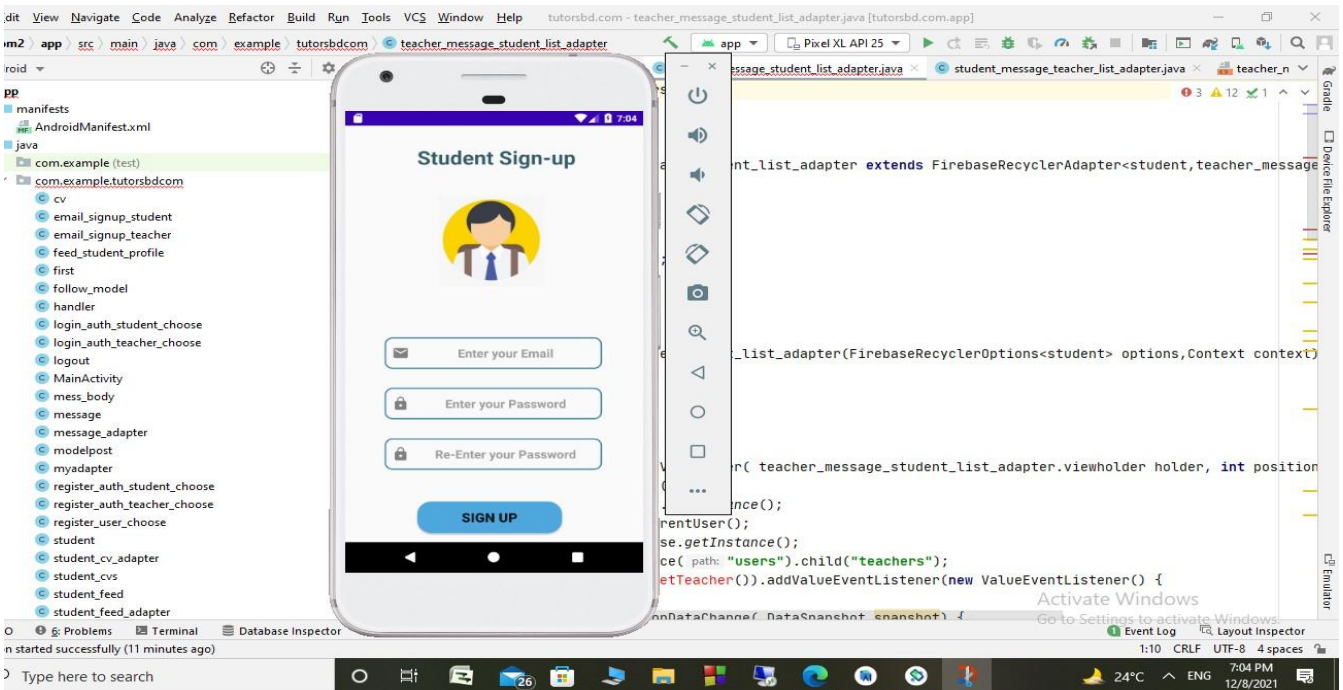 dit View Navigate Code Analyze Refactor Build Run Tools VCS Window Help tutorsbd.com - teacher_message_student_list_adapter.java [tutorsbd.com.app]
om2 app src main java com example tutorsbdcom teacher_message_student_list_adapter app Pixel XL API 25
roid
essage_student_list_adapter.java student_message_teacher_list_adapter.java teacher_n
3 12 1
pp
manifests
AndroidManifest.xml
java
com.example (test)
com.example.tutorsbdcom
cv
email_signup_student
email_signup_teacher
feed_student_profile
first
follow_model
handler
login_auth_student_choose
login_auth_teacher_choose
logout
MainActivity
mess_body
message
message_adapter
modelpost
myadapter
register_auth_student_choose
register_auth_teacher_choose
register_user_choose
student
student_cv_adapter
student_cvs
student_feed
student_feed_adapter
7:04
Student Sign-up
Enter your Email
Enter your Password
Re-Enter your Password
SIGN UP
nt_list_adapter extends FirebaseRecyclerAdapter<student,teacher_message
_list_adapter(FirebaseRecyclerOptions<student> options,Context context)
er( teacher_message_student_list_adapter.viewholder holder, int position
nce();
rentUser();
se.getInstance();
ce( path: "users").child("teachers");
etTeacher()).addValueEventListener(new ValueEventListener() {
onDataChange( DataSnapshot snapshot) {
Gradle
Device File Explorer
Emulator
Activate Windows
Go to Settings to activate Windows.
6: Problems Terminal Database Inspector 1 Event Log Layout Inspector
n started successfully (11 minutes ago) 1:10 CRLF UTF-8 4 spaces
Type here to search 26 24°C ENG 7:04 PM
12/8/2021